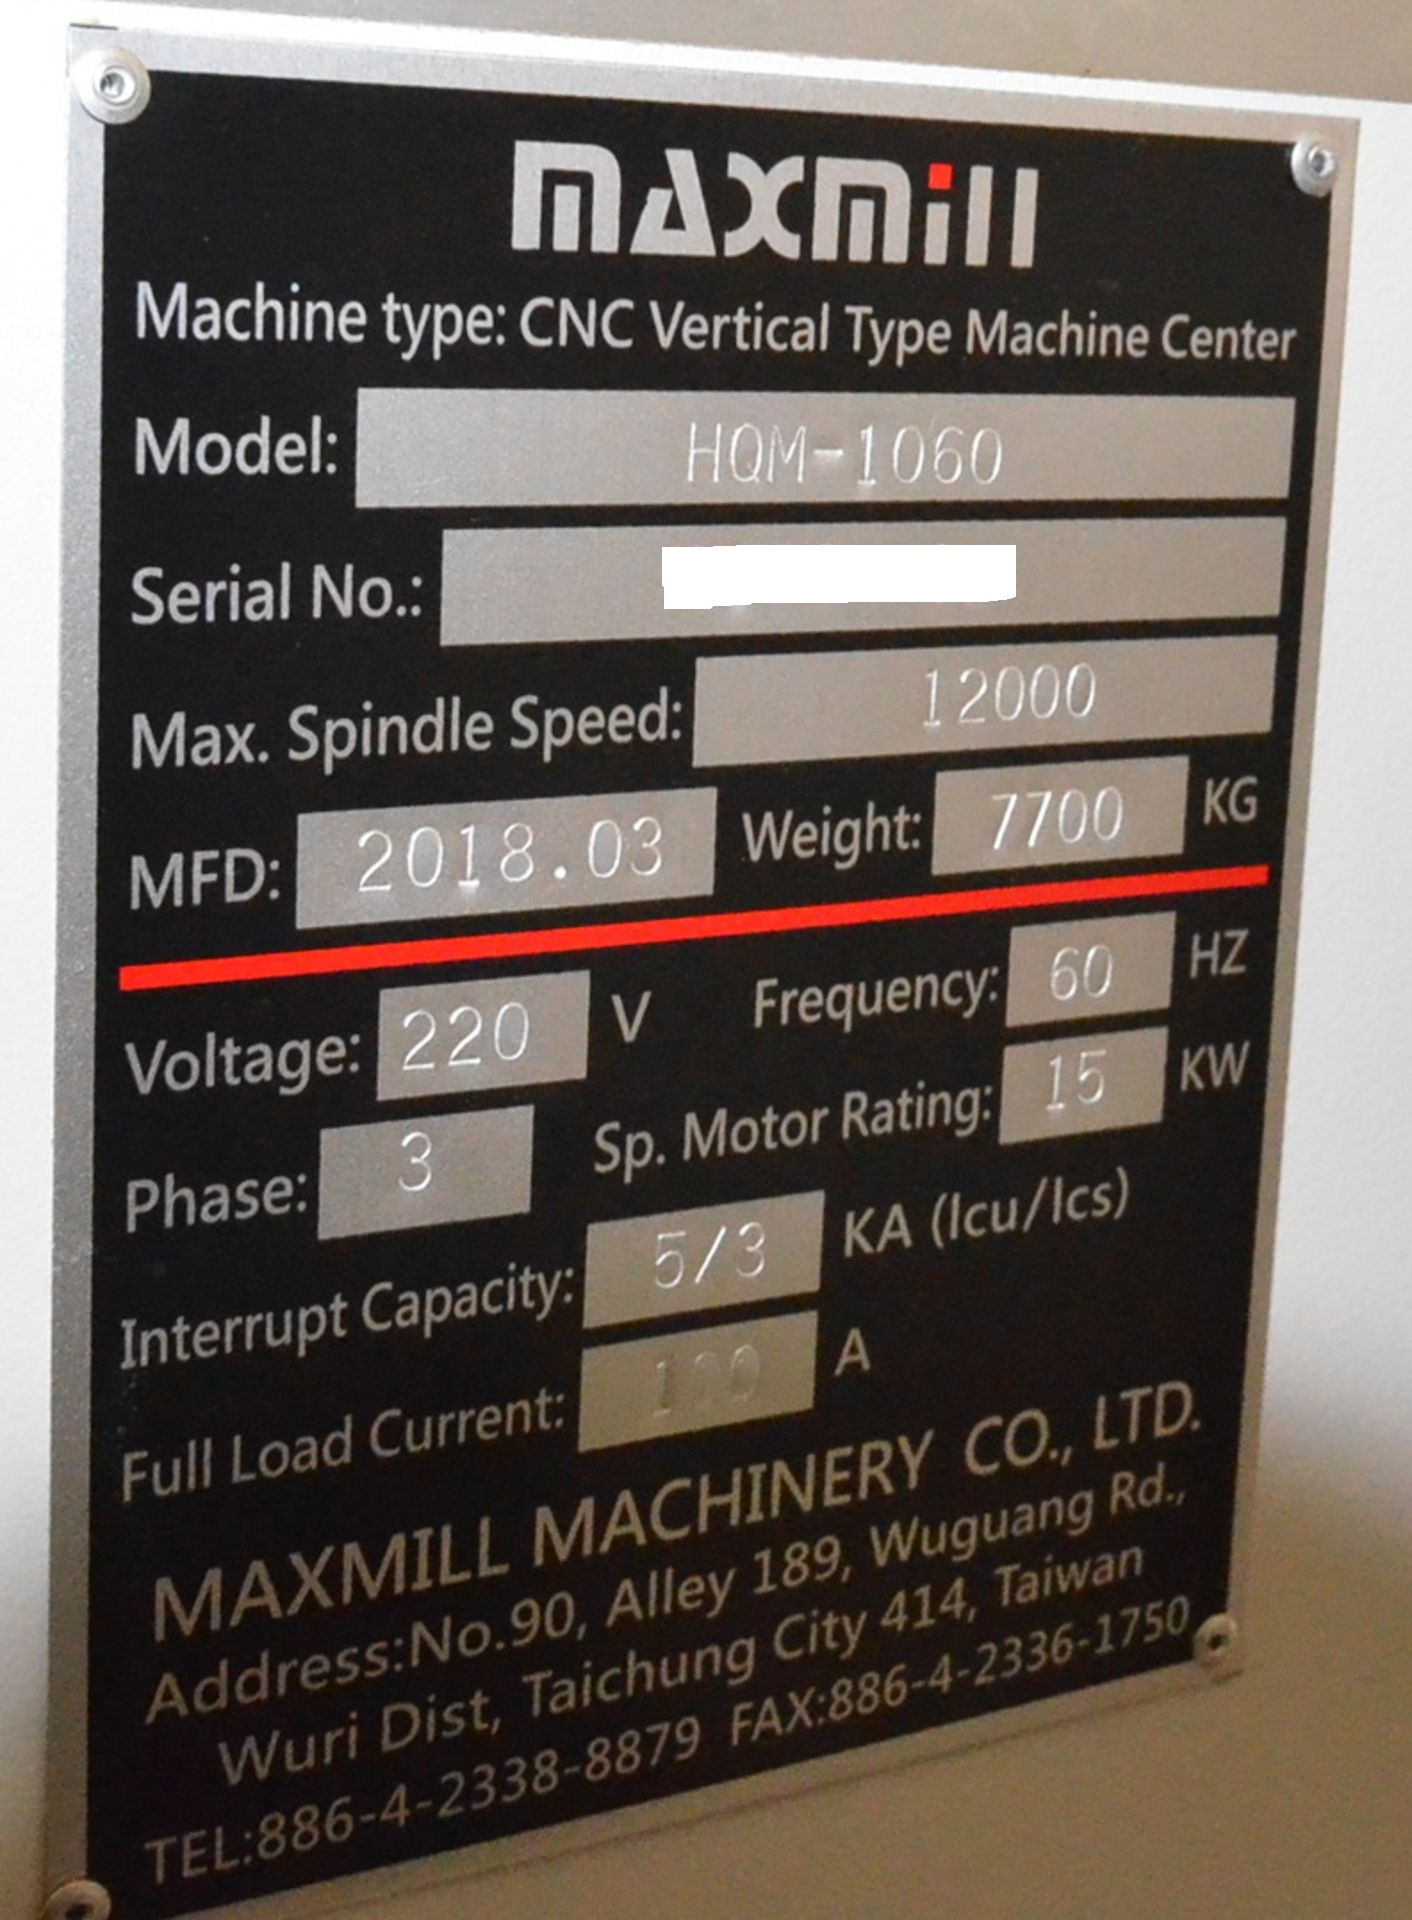 maxmill
Machine type: CNC Vertical Type Machine Center
Model: HQM-1060
Serial No.:
Max. Spindle Speed: 12000
MFD: 2018.03 Weight: 7700 KG
Voltage: 220 V Frequency: 60 HZ
Phase: 3 Sp. Motor Rating: 15 KW
Interrupt Capacity: 5/3 KA (Icu/Ics)
Full Load Current: A
MAXMILL MACHINERY CO., LTD.
Address:No.90, Alley 189, Wuguang Rd.,
Wuri Dist, Taichung City 414, Taiwan
TEL:886-4-2338-8879 FAX:886-4-2336-1750